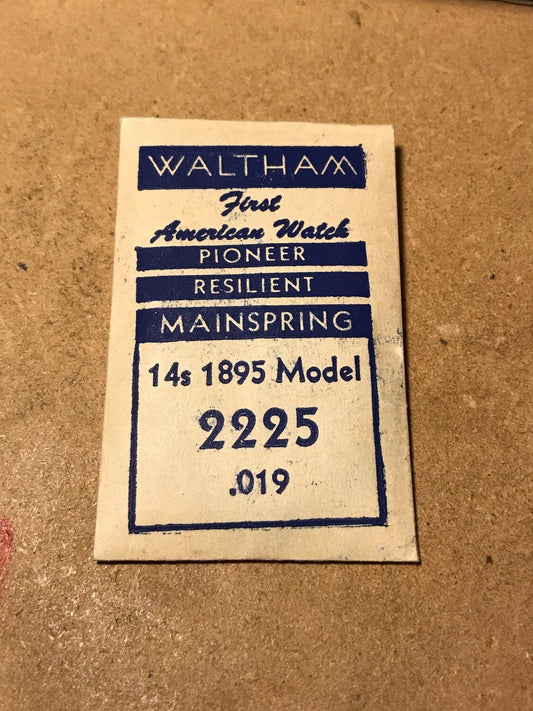 WALTHAM
First
American Watch
PIONEER
RESILIENT
MAINSPRING
14s 1895 Model
2225
.019